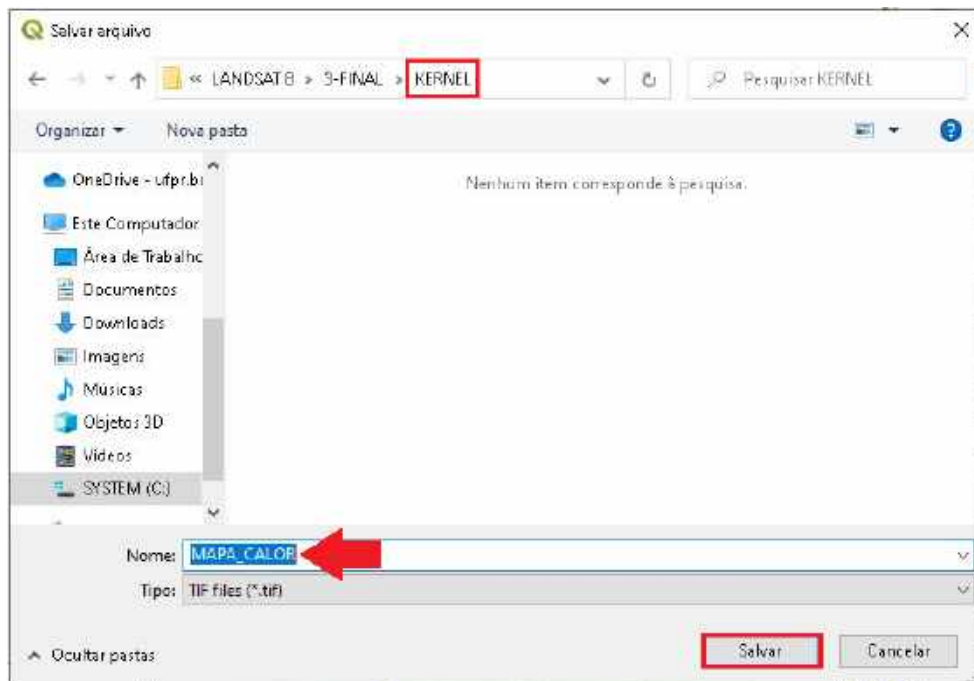 Salvar arquivo
« LANDSAT 8 > 3-FINAL > KERNEL
Pesquisar KERNEL
Organizar
Nova pasta
OneDrive - ufpr.br
Nenhum item corresponde à pesquisa.
Este Computador
Área de Trabalho
Documentos
Downloads
Imagens
Músicas
Objetos 3D
Vídeos
SYSTEM (C:)
Nome: MAPA_CALOR
Tipo: TIF files (*.tif)
Ocultar pastas
Salvar
Cancelar